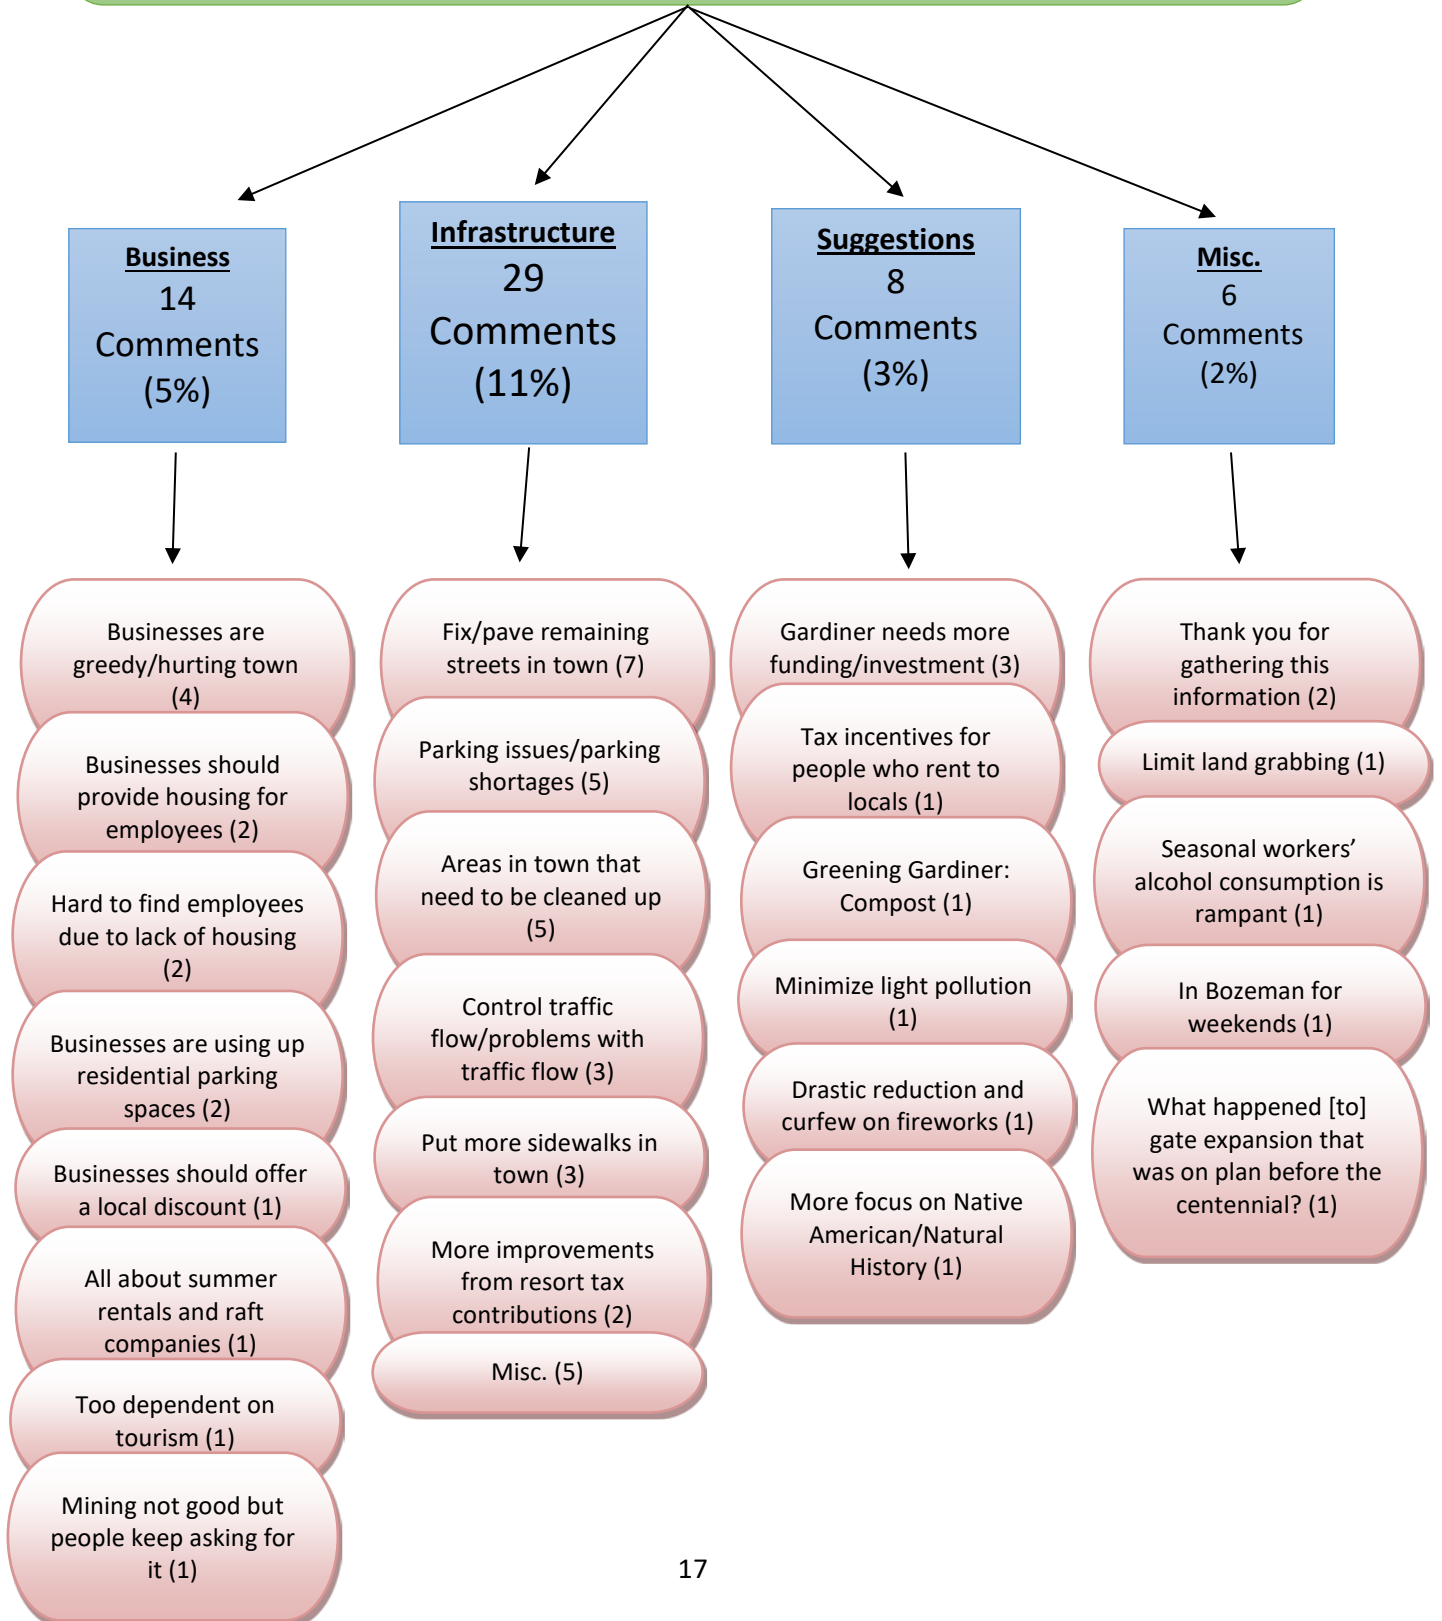 Business
14
Comments
(5%)
Infrastructure
29
Comments
(11%)
Suggestions
8
Comments
(3%)
Misc.
6
Comments
(2%)
Businesses are
greedy/hurting town
(4)
Businesses should
provide housing for
employees (2)
Hard to find employees
due to lack of housing
(2)
Businesses are using up
residential parking
spaces (2)
Businesses should offer
a local discount (1)
All about summer
rentals and raft
companies (1)
Too dependent on
tourism (1)
Mining not good but
people keep asking for
it (1)
Fix/pave remaining
streets in town (7)
Parking issues/parking
shortages (5)
Areas in town that
need to be cleaned up
(5)
Control traffic
flow/problems with
traffic flow (3)
Put more sidewalks in
town (3)
More improvements
from resort tax
contributions (2)
Misc. (5)
Gardiner needs more
funding/investment (3)
Tax incentives for
people who rent to
locals (1)
Greening Gardiner:
Compost (1)
Minimize light pollution
(1)
Drastic reduction and
curfew on fireworks (1)
More focus on Native
American/Natural
History (1)
Thank you for
gathering this
information (2)
Limit land grabbing (1)
Seasonal workers’
alcohol consumption is
rampant (1)
In Bozeman for
weekends (1)
What happened [to]
gate expansion that
was on plan before the
centennial? (1)
17